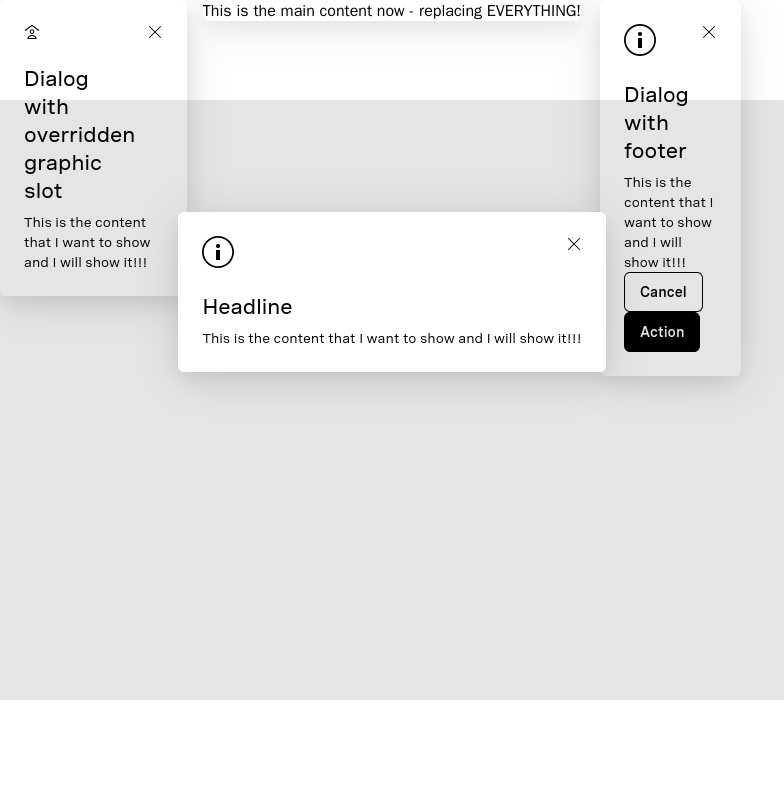 This is the main content now - replacing EVERYTHING!
Dialog
with
overridden
graphic
slot
This is the content
that I want to show
and I will show it!!!
Headline
This is the content that I want to show and I will show it!!!
Dialog
with
footer
This is the
content that I
want to show
and I will
show it!!!
Cancel
Action